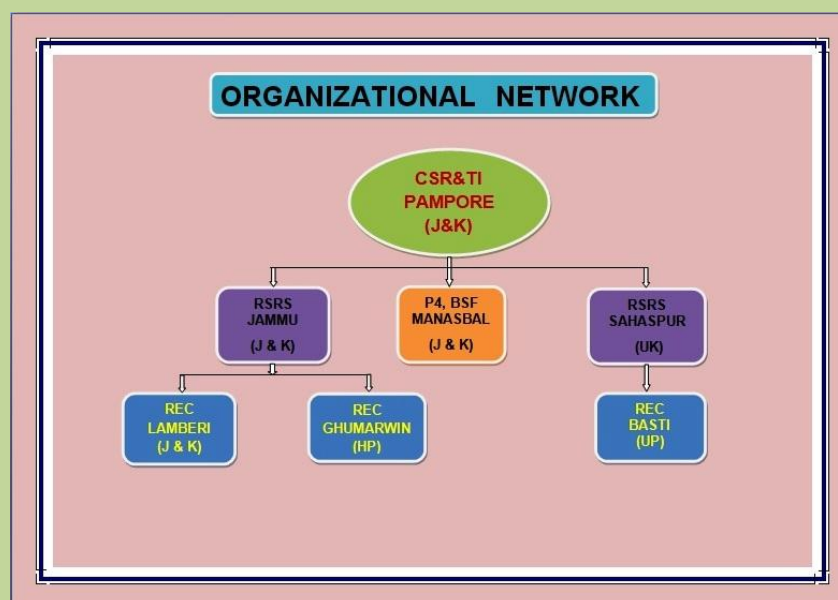 ORGANIZATIONAL NETWORK
CSR&TI
PAMPORE
(J&K)
RSRS
JAMMU
(J & K)
P4, BSF
MANASBAL
(J & K)
RSRS
SAHASPUR
(UK)
REC
LAMBERI
(J & K)
REC
GHUMARWIN
(HP)
REC
BASTI
(UP)